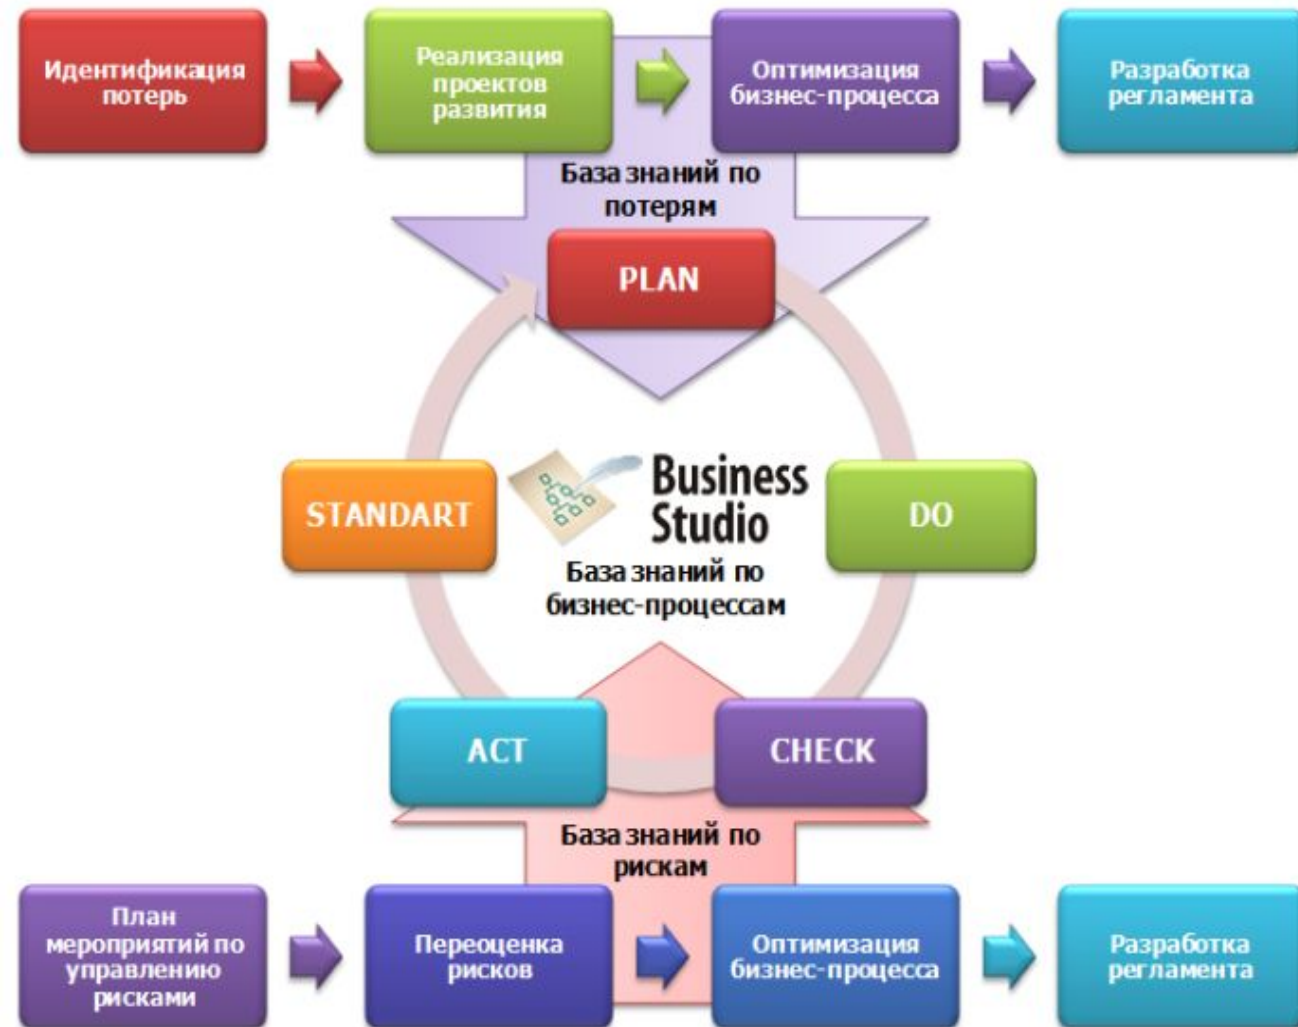 Идентификация
потерь
Реализация
проектов
развития
Оптимизация
бизнес-процесса
Разработка
регламента
База знаний по
потерям
PLAN
STANDART
Business
Studio
DO
База знаний по
бизнес-процессам
ACT
CHECK
База знаний по
рискам
План
мероприятий по
управлению
рисками
Переоценка
рисков
Оптимизация
бизнес-процесса
Разработка
регламента